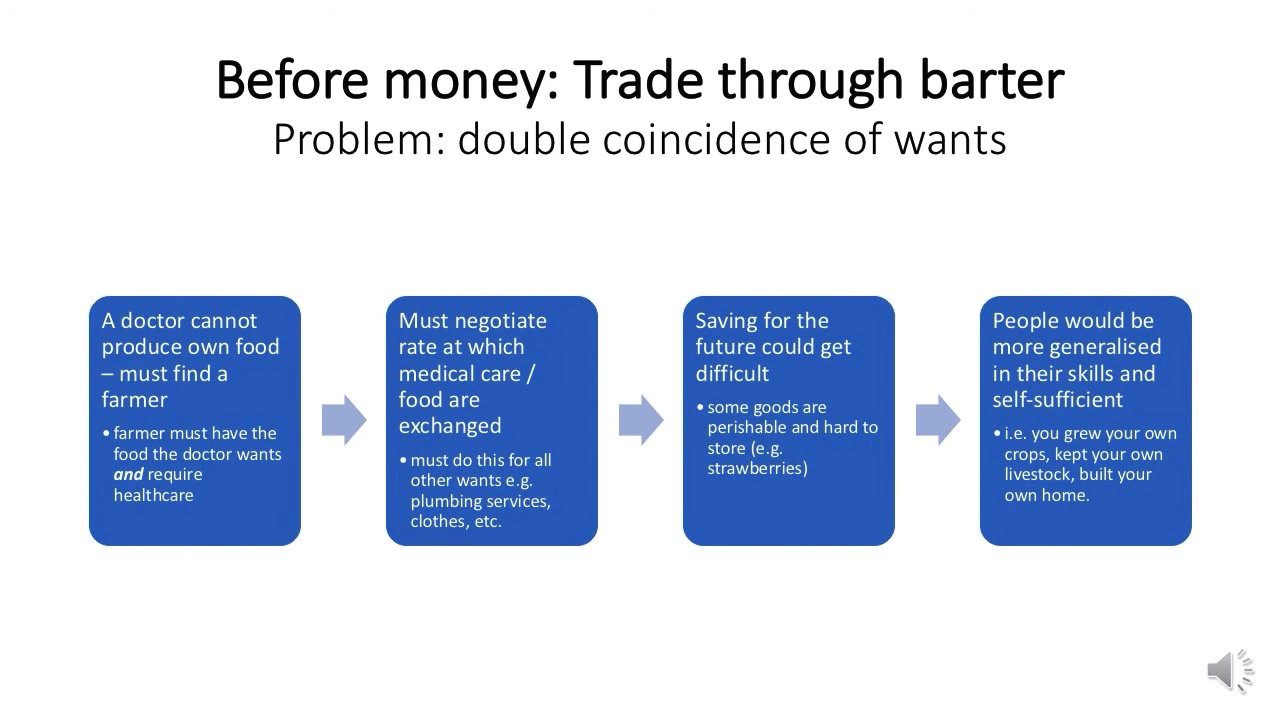 Before money: Trade through barter
Problem: double coincidence of wants
A doctor cannot
produce own food
– must find a
farmer
• farmer must have the
food the doctor wants
and require
healthcare
Must negotiate
rate at which
medical care /
food are
exchanged
• must do this for all
other wants e.g.
plumbing services,
clothes, etc.
Saving for the
future could get
difficult
• some goods are
perishable and hard to
store (e.g.
strawberries)
People would be
more generalised
in their skills and
self-sufficient
• i.e. you grew your own
crops, kept your own
livestock, built your
own home.